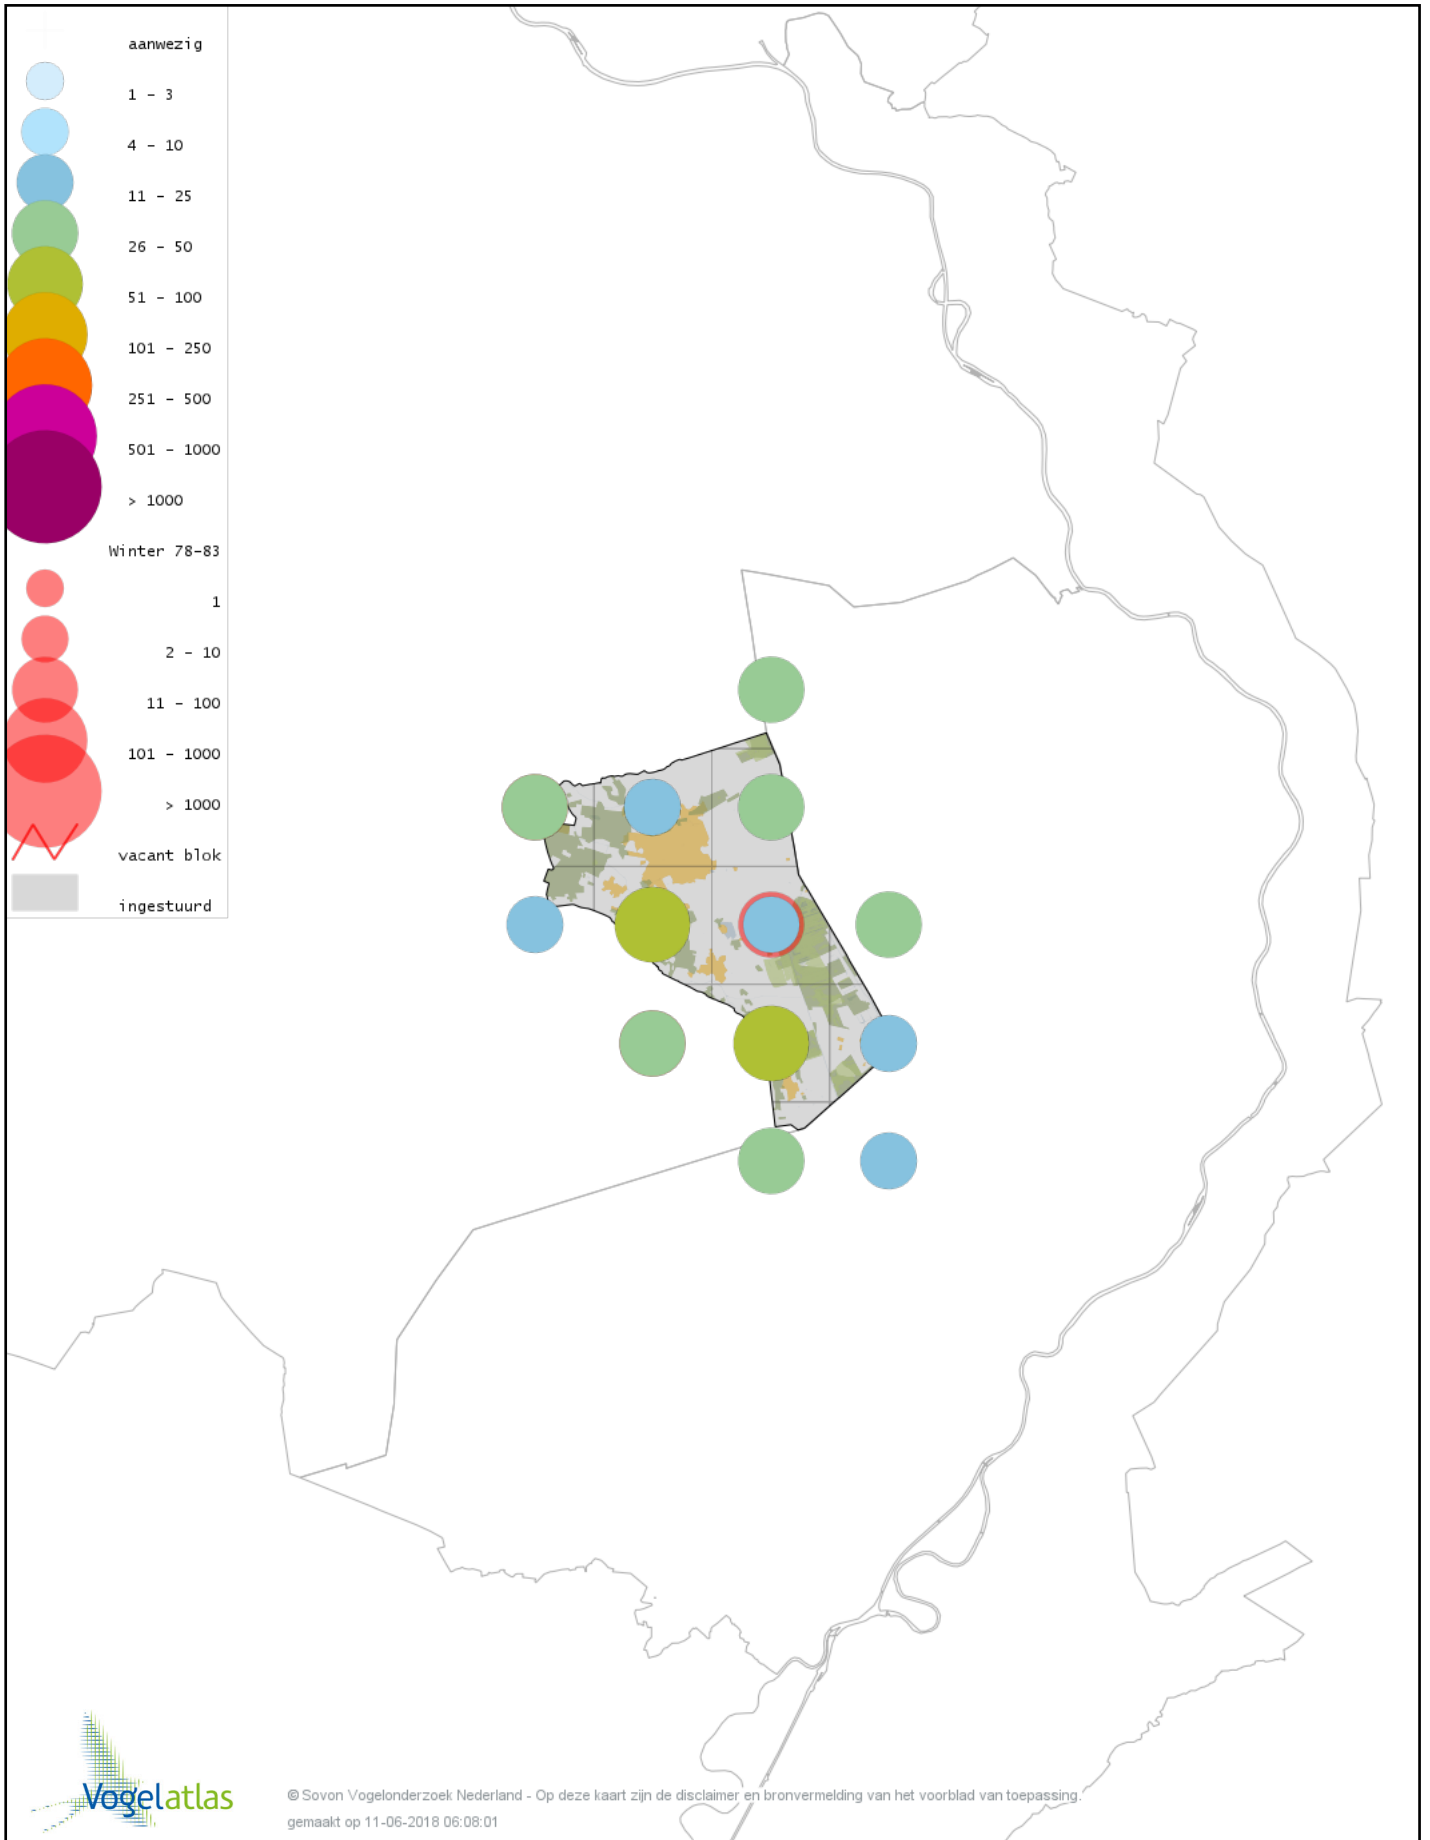 aanwezig
1 - 3
4 - 10
11 - 25
26 - 50
51 - 100
101 - 250
251 - 500
501 - 1000
> 1000
Winter 78-83
1
2 - 10
11 - 100
101 - 1000
> 1000
vacant blok
ingestuurd
Vogelatlas
© Sovon Vogelonderzoek Nederland - Op deze kaart zijn de disclaimer en bronvermelding van het voorblad van toepassing.
gemaakt op 11-06-2018 06:08:01